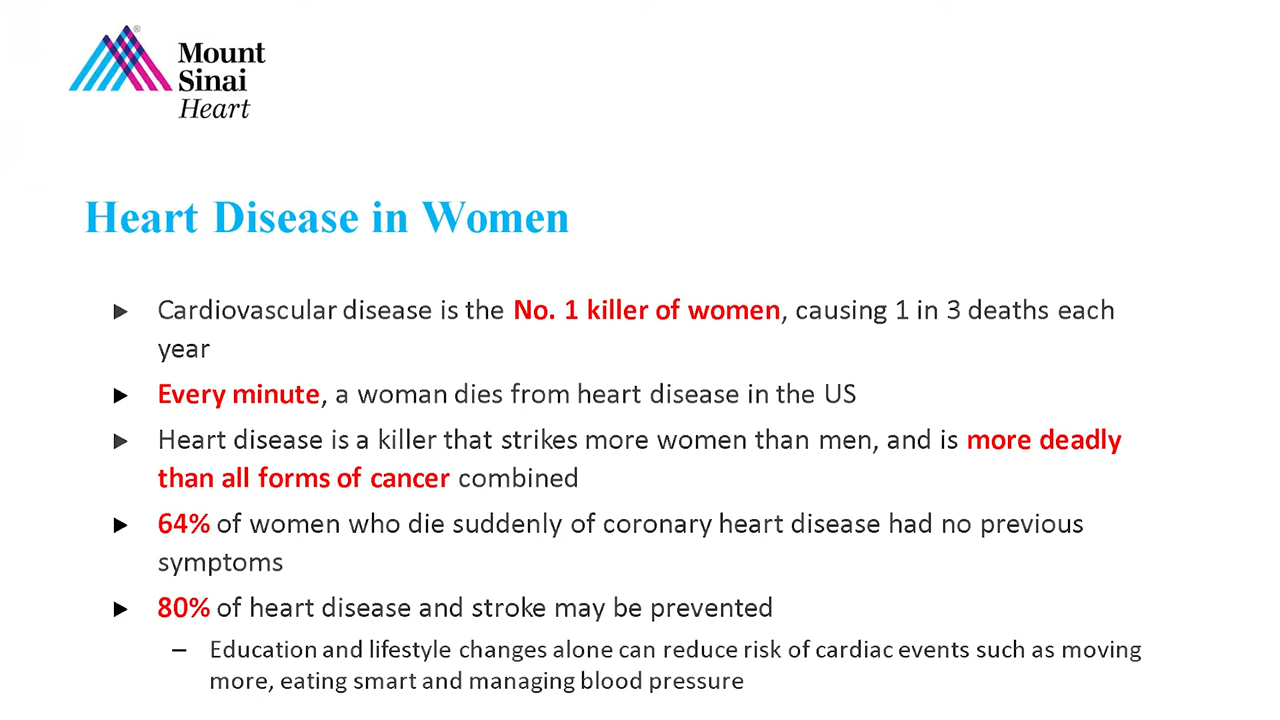 Mount
Sinai
Heart
Heart Disease in Women
▶ Cardiovascular disease is the No. 1 killer of women, causing 1 in 3 deaths each
year
▶ Every minute, a woman dies from heart disease in the US
▶ Heart disease is a killer that strikes more women than men, and is more deadly
than all forms of cancer combined
▶ 64% of women who die suddenly of coronary heart disease had no previous
symptoms
▶ 80% of heart disease and stroke may be prevented
– Education and lifestyle changes alone can reduce risk of cardiac events such as moving
more, eating smart and managing blood pressure